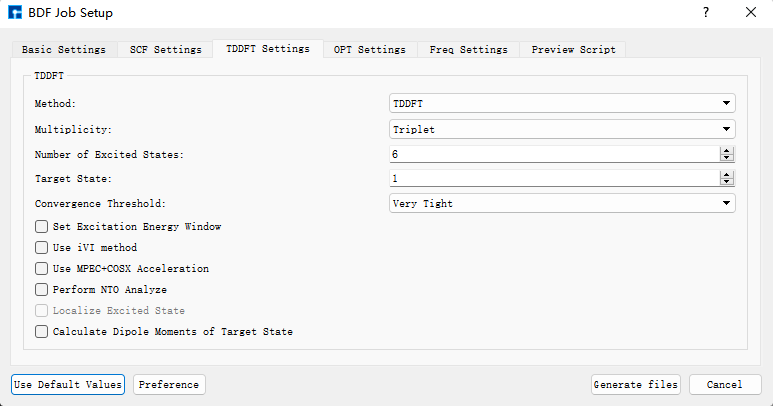 BDF Job Setup
Basic Settings SCF Settings TDDFT Settings OPT Settings Freq Settings Preview Script
TDDFT
Method: TDDFT
Multiplicity: Triplet
Number of Excited States: 6
Target State: 1
Convergence Threshold: Very Tight
Set Excitation Energy Window
Use iVI method
Use MPEC+COSX Acceleration
Perform NTO Analyze
Localize Excited State
Calculate Dipole Moments of Target State
Use Default Values Preference Generate files Cancel